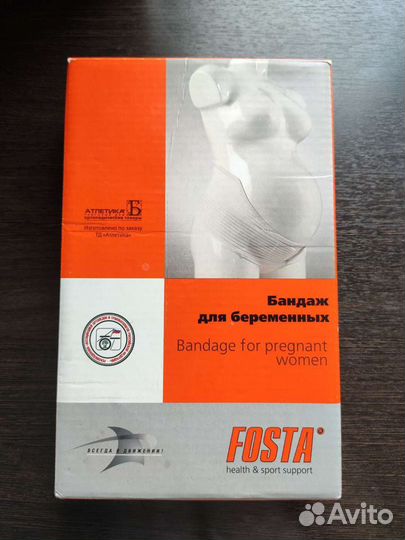 АТЛЕТИКА
ортопедические товары
Изготовлено по заказу
ТД «Атлетика»
Бандаж
для беременных
Bandage for pregnant
women
ВСЕГДА В ДВИЖЕНИИ!
FOSTA®
health & sport support
Avito